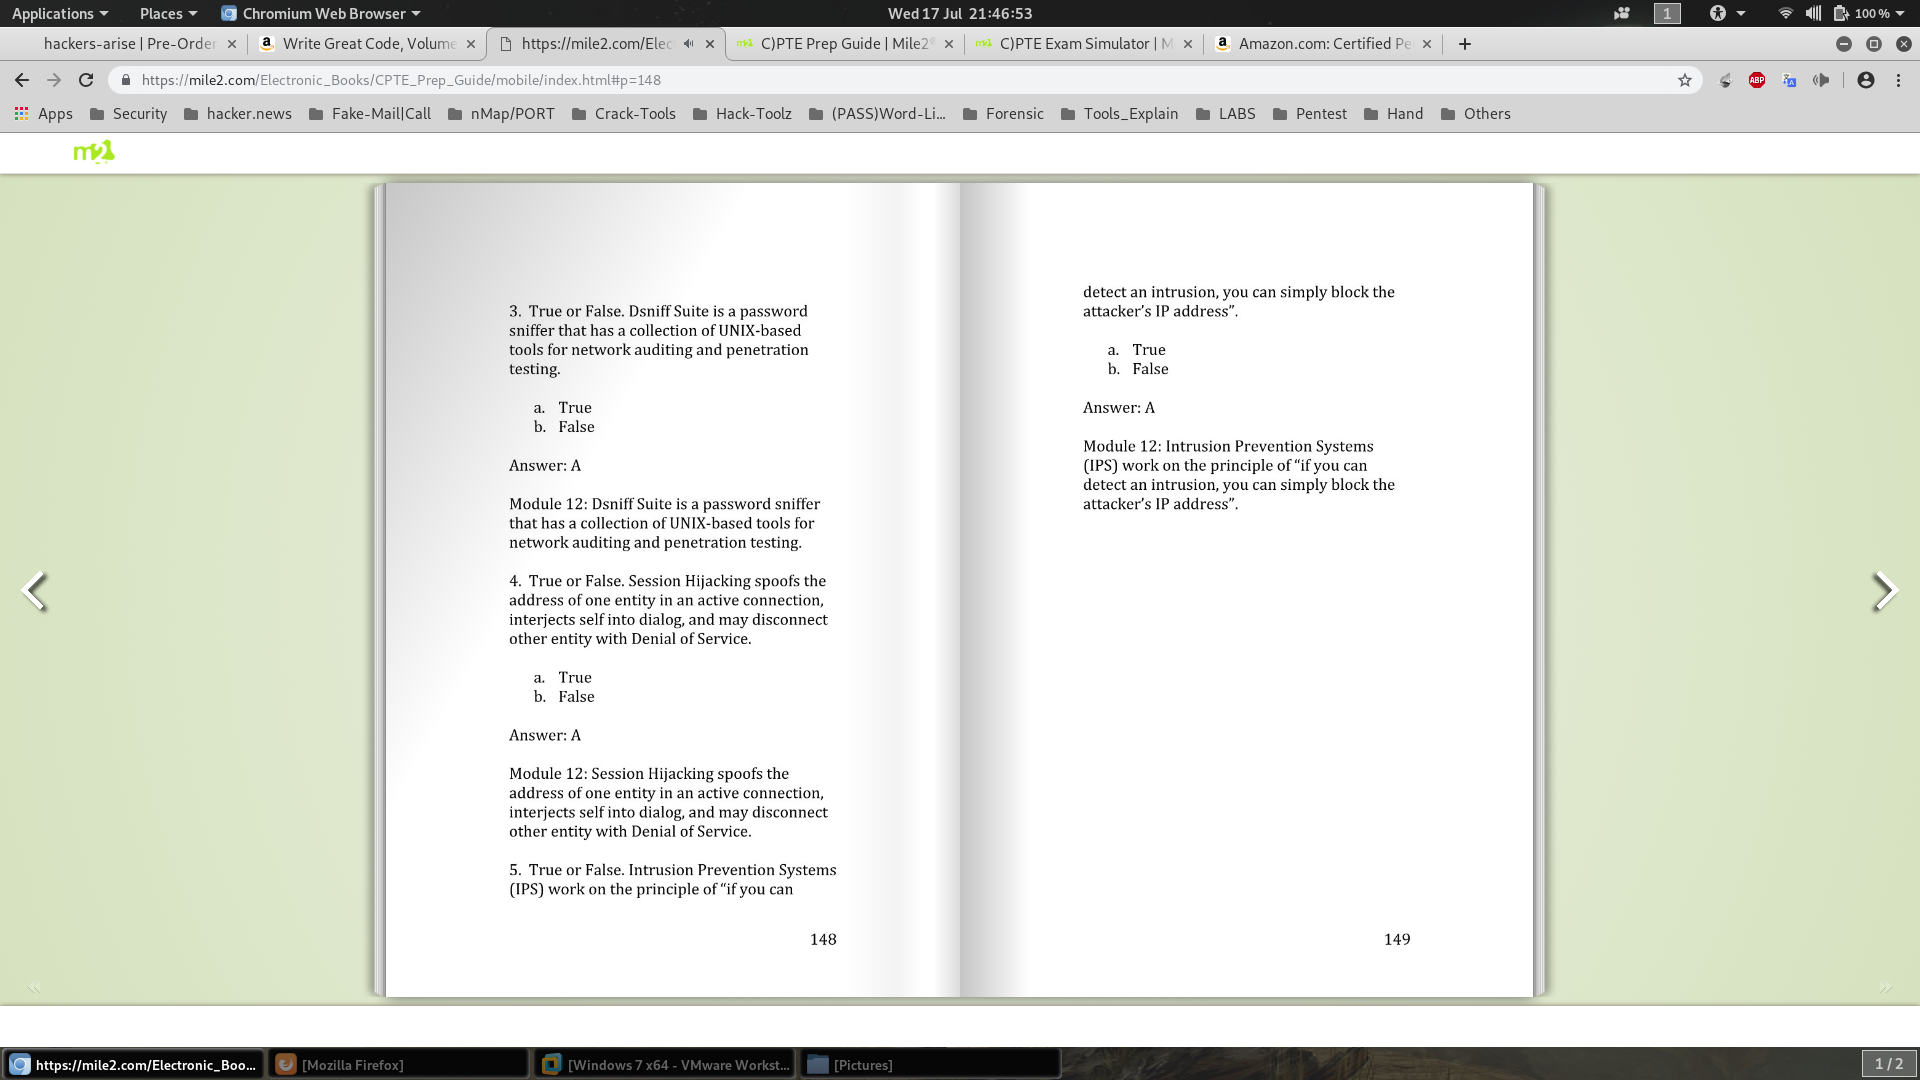 Applications
Places
Chromium Web Browser
Wed 17 Jul 21:46:53
1
100 %
hackers-arise | Pre-Order
Write Great Code, Volume
https://mile2.com/Elec
C)PTE Prep Guide | Mile2®
C)PTE Exam Simulator | M
Amazon.com: Certified Pe
https://mile2.com/Electronic_Books/CPTE_Prep_Guide/mobile/index.html#p=148
ABP
Apps
Security
hacker.news
Fake-Mail|Call
nMap/PORT
Crack-Tools
Hack-Toolz
(PASS)Word-Li...
Forensic
Tools_Explain
LABS
Pentest
Hand
Others
m2
3. True or False. Dsniff Suite is a password
sniffer that has a collection of UNIX-based
tools for network auditing and penetration
testing.
a. True
b. False
Answer: A
Module 12: Dsniff Suite is a password sniffer
that has a collection of UNIX-based tools for
network auditing and penetration testing.
4. True or False. Session Hijacking spoofs the
address of one entity in an active connection,
interjects self into dialog, and may disconnect
other entity with Denial of Service.
a. True
b. False
Answer: A
Module 12: Session Hijacking spoofs the
address of one entity in an active connection,
interjects self into dialog, and may disconnect
other entity with Denial of Service.
5. True or False. Intrusion Prevention Systems
(IPS) work on the principle of “if you can
148
detect an intrusion, you can simply block the
attacker’s IP address”.
a. True
b. False
Answer: A
Module 12: Intrusion Prevention Systems
(IPS) work on the principle of “if you can
detect an intrusion, you can simply block the
attacker’s IP address”.
149
https://mile2.com/Electronic_Boo...
[Mozilla Firefox]
[Windows 7 x64 - VMware Workst...
[Pictures]
1 / 2